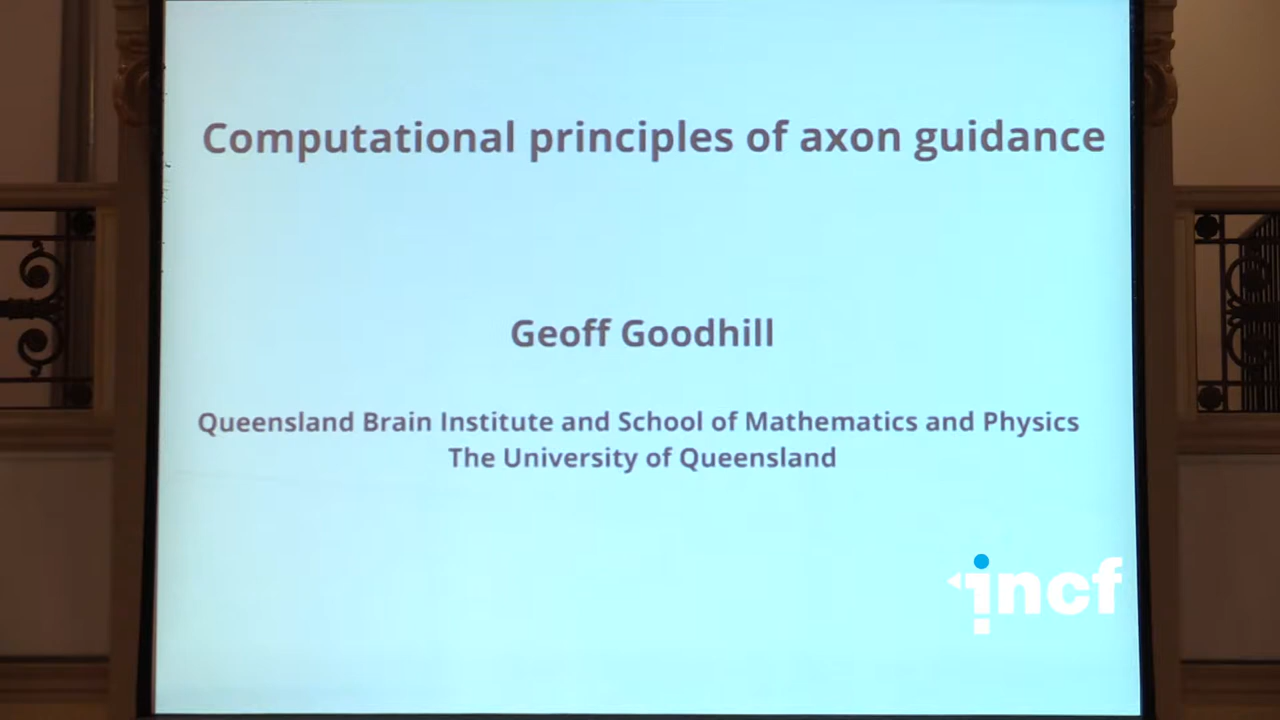 Computational principles of axon guidance
Geoff Goodhill
Queensland Brain Institute and School of Mathematics and Physics
The University of Queensland
incf